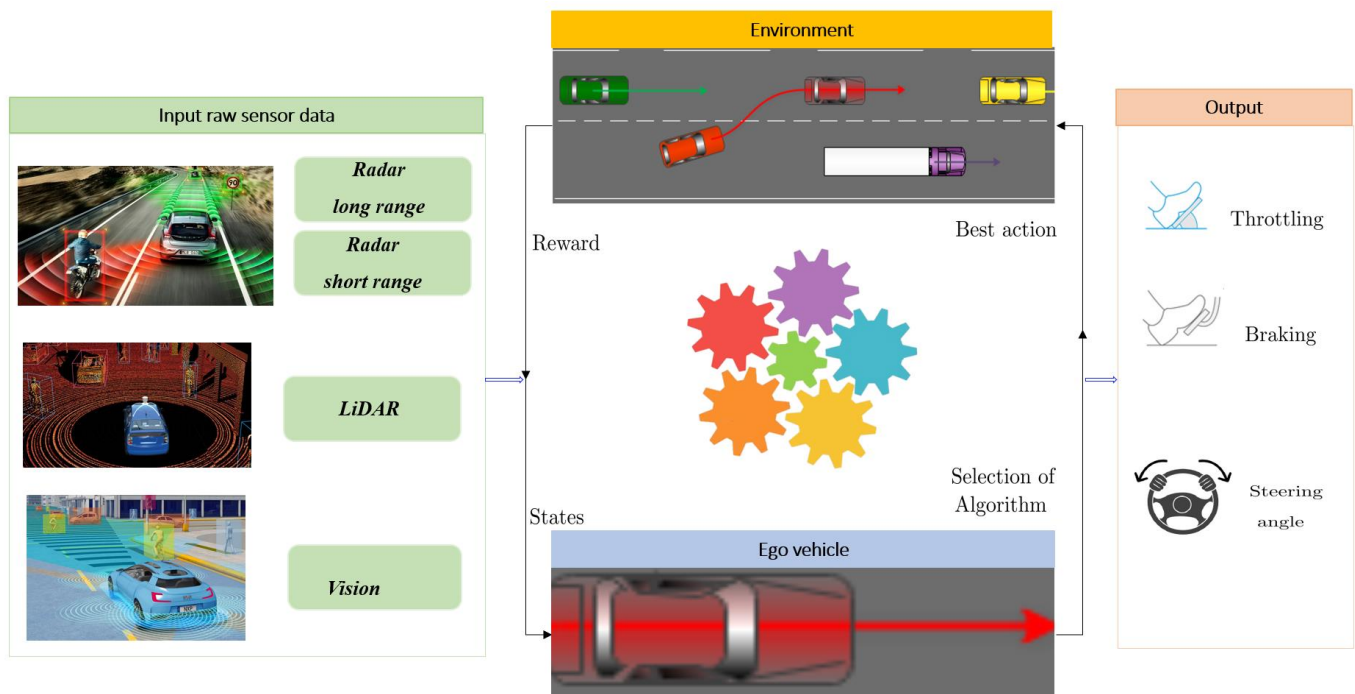 Environment
Input raw sensor data
Output
Radar
long range
Radar
short range
90
LiDAR
Vision
Reward
States
Best action
Selection of
Algorithm
Ego vehicle
Throttling
Braking
Steering
angle